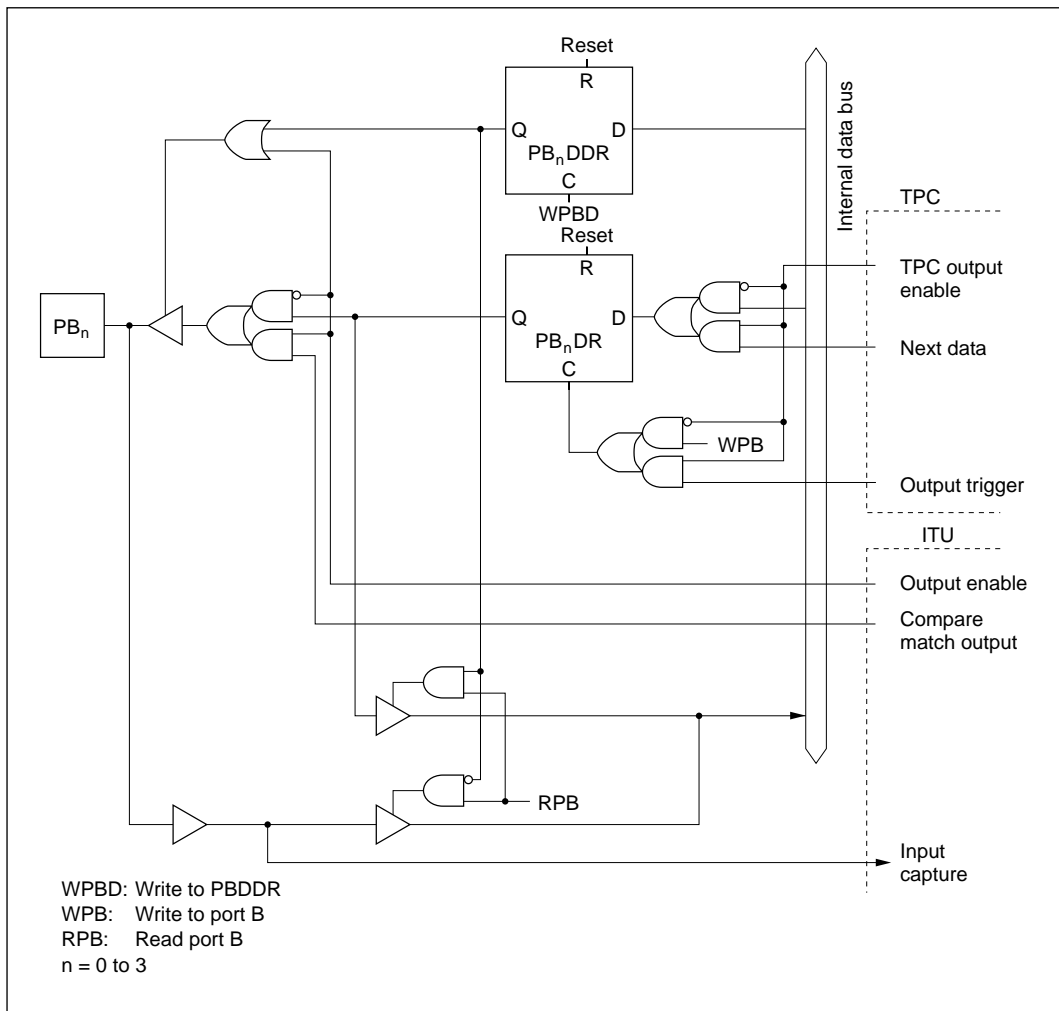 Reset
R
Q
D
PBnDDR
C
WPBD
Internal data bus
TPC
Reset
R
TPC output
enable
PBn
Q
D
PBnDR
Next data
C
WPB
Output trigger
ITU
Output enable
Compare
match output
RPB
Input
capture
WPBD: Write to PBDDR
WPB: Write to port B
RPB: Read port B
n = 0 to 3